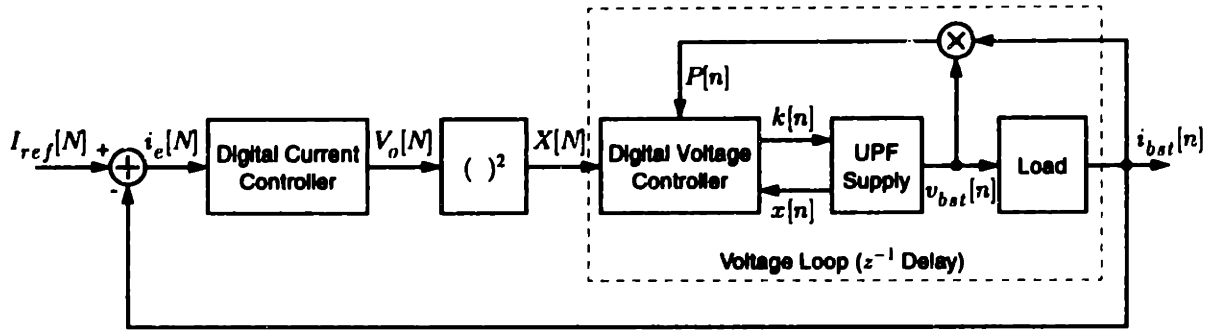 P[n]
I_ref[N]
+
-
i_e[N]
Digital Current
Controller
V_o[N]
( )²
X[N]
Digital Voltage
Controller
k[n]
x[n]
UPF
Supply
v_bst[n]
Load
i_bst[n]
×
+
Voltage Loop (z⁻¹ Delay)